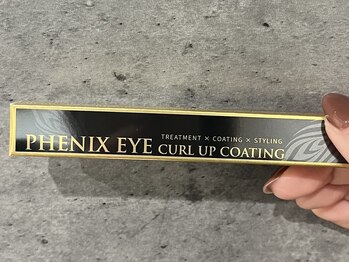 TREATMENT × COATING × STYLING
PHENIX EYE CURL UP COATING